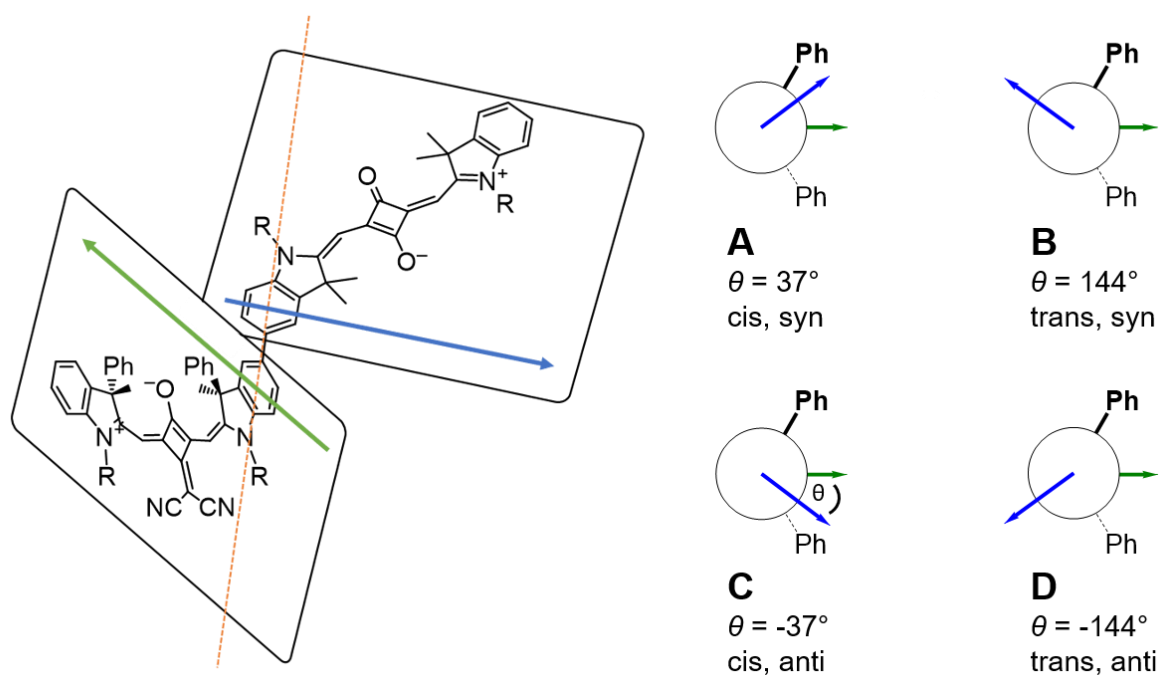 O
N⁺
R
R
N
O⁻
Ph
⁻O
Ph
N
+
N
R
R
NC
CN
Ph
Ph
A
θ = 37°
cis, syn
Ph
Ph
B
θ = 144°
trans, syn
Ph
θ
Ph
C
θ = -37°
cis, anti
Ph
Ph
D
θ = -144°
trans, anti